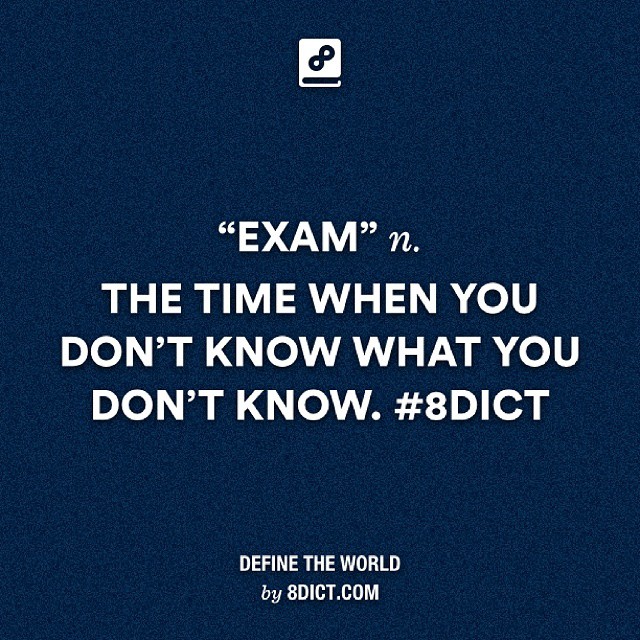 “EXAM” n.
THE TIME WHEN YOU
DON’T KNOW WHAT YOU
DON’T KNOW. #8DICT
DEFINE THE WORLD
by 8DICT.COM